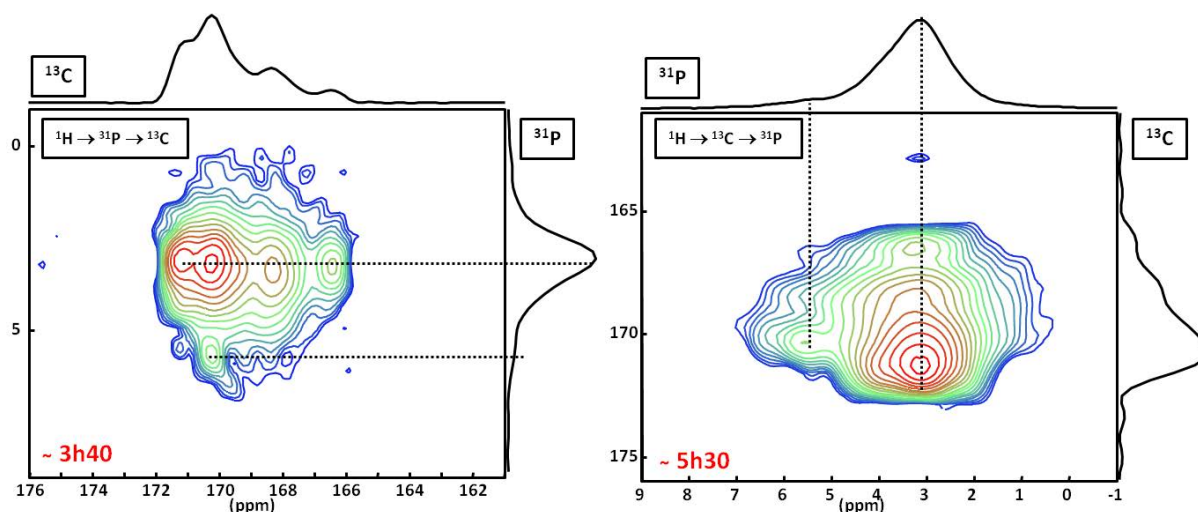 ¹³C
¹H → ³¹P → ¹³C
³¹P
0
5
~ 3h40
176 174 172 170 168 166 164 162
(ppm)
³¹P
¹H → ¹³C → ³¹P
¹³C
165
170
175
~ 5h30
9 8 7 6 5 4 3 2 1 0 -1
(ppm)